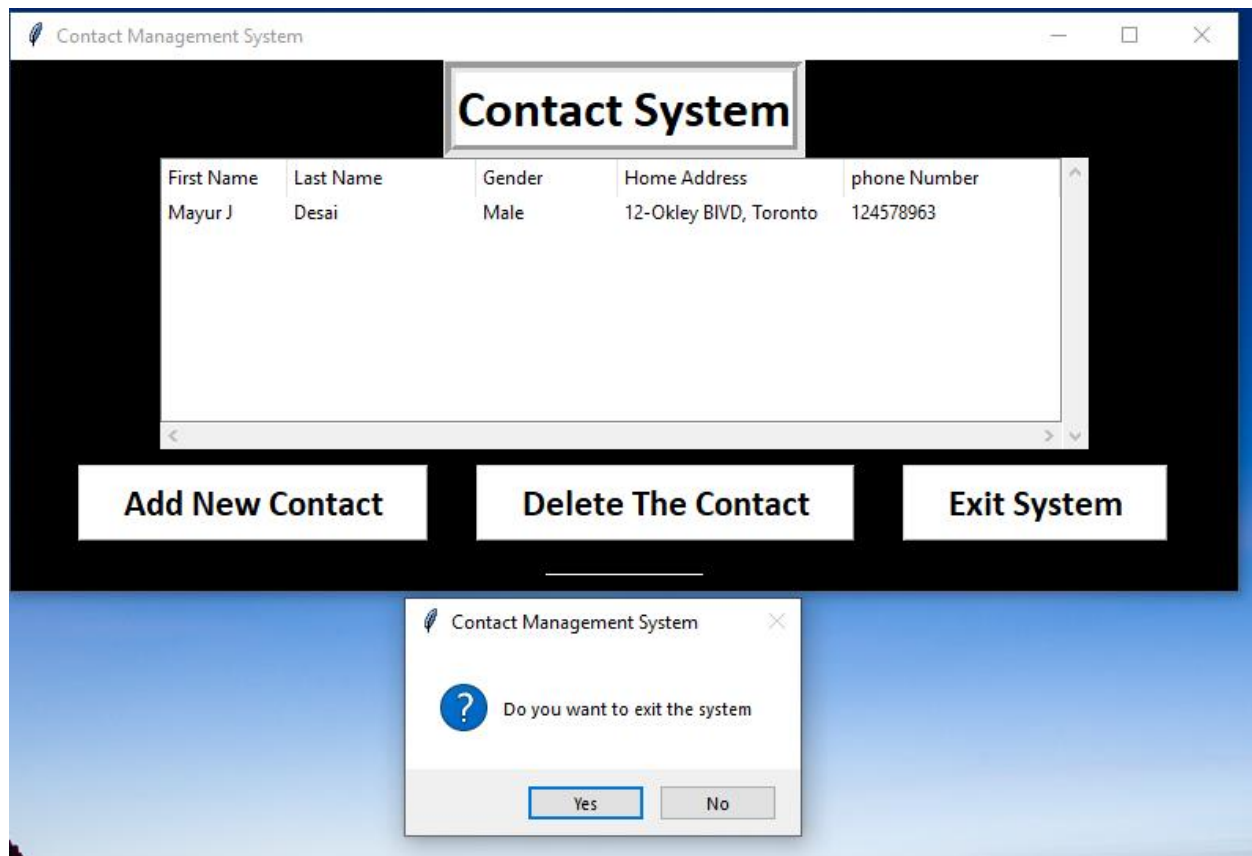 Contact Management System
Contact System
First Name Last Name Gender Home Address phone Number
Mayur J Desai Male 12-Okley BIVD, Toronto 124578963
Add New Contact Delete The Contact Exit System
Contact Management System
? Do you want to exit the system
Yes No